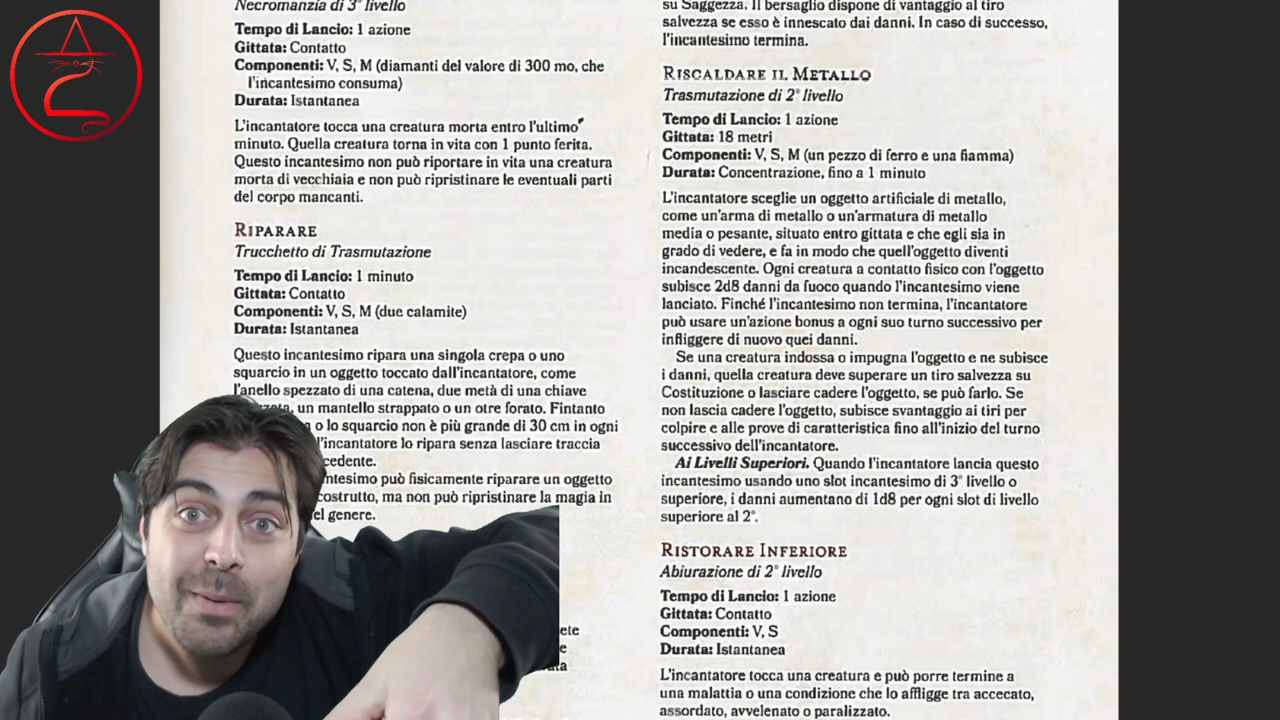 Necromanzia di 3° livello
Tempo di Lancio: 1 azione
Gittata: Contatto
Componenti: V, S, M (diamanti del valore di 300 mo, che
l'incantesimo consuma)
Durata: Istantanea
L'incantatore tocca una creatura morta entro l'ultimo
minuto. Quella creatura torna in vita con 1 punto ferita.
Questo incantesimo non può riportare in vita una creatura
morta di vecchiaia e non può ripristinare le eventuali parti
del corpo mancanti.
RIPARARE
Trucchetto di Trasmutazione
Tempo di Lancio: 1 minuto
Gittata: Contatto
Componenti: V, S, M (due calamite)
Durata: Istantanea
Questo incantesimo ripara una singola crepa o uno
squarcio in un oggetto toccato dall'incantatore, come
l'anello spezzato di una catena, due metà di una chiave
un mantello strappato o un otre forato. Fintanto
o lo squarcio non è più grande di 30 cm in ogni
l'incantatore lo ripara senza lasciare traccia
cedente.
ntesimo può fisicamente riparare un oggetto
costrutto, ma non può ripristinare la magia in
el genere.
ete
e
ata
su Saggezza. Il bersaglio dispone di vantaggio al tiro
salvezza se esso è innescato dai danni. In caso di successo,
l'incantesimo termina.
RISCALDARE IL METALLO
Trasmutazione di 2° livello
Tempo di Lancio: 1 azione
Gittata: 18 metri
Componenti: V, S, M (un pezzo di ferro e una fiamma)
Durata: Concentrazione, fino a 1 minuto
L'incantatore sceglie un oggetto artificiale di metallo,
come un'arma di metallo o un'armatura di metallo
media o pesante, situato entro gittata e che egli sia in
grado di vedere, e fa in modo che quell'oggetto diventi
incandescente. Ogni creatura a contatto fisico con l'oggetto
subisce 2d8 danni da fuoco quando l'incantesimo viene
lanciato. Finché l'incantesimo non termina, l'incantatore
può usare un'azione bonus a ogni suo turno successivo per
infliggere di nuovo quei danni.
Se una creatura indossa o impugna l'oggetto e ne subisce
i danni, quella creatura deve superare un tiro salvezza su
Costituzione o lasciare cadere l'oggetto, se può farlo. Se
non lascia cadere l'oggetto, subisce svantaggio ai tiri per
colpire e alle prove di caratteristica fino all'inizio del turno
successivo dell'incantatore.
Ai Livelli Superiori. Quando l'incantatore lancia questo
incantesimo usando uno slot incantesimo di 3° livello o
superiore, i danni aumentano di 1d8 per ogni slot di livello
superiore al 2°.
RISTORARE INFERIORE
Abiurazione di 2° livello
Tempo di Lancio: 1 azione
Gittata: Contatto
Componenti: V, S
Durata: Istantanea
L'incantatore tocca una creatura e può porre termine a
una malattia o una condizione che lo affligge tra accecato,
assordato, avvelenato o paralizzato.